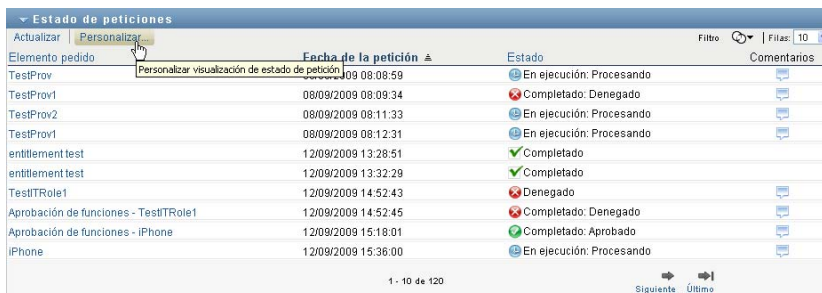 Estado de peticiones
Actualizar Personalizar... Filtro Filas: 10
Elemento pedido Fecha de la petición Estado Comentarios
Personalizar visualización de estado de petición
TestProv 08:08:59 En ejecución: Procesando
TestProv1 08/09/2009 08:09:34 Completado: Denegado
TestProv2 08/09/2009 08:11:33 En ejecución: Procesando
TestProv1 08/09/2009 08:12:31 En ejecución: Procesando
entitlement test 12/09/2009 13:28:51 Completado
entitlement test 12/09/2009 13:32:29 Completado
TestITRole1 12/09/2009 14:52:43 Denegado
Aprobación de funciones - TestITRole1 12/09/2009 14:52:45 Completado: Denegado
Aprobación de funciones - iPhone 12/09/2009 15:18:01 Completado: Aprobado
iPhone 12/09/2009 15:36:00 En ejecución: Procesando
1 - 10 de 120 Siguiente Último